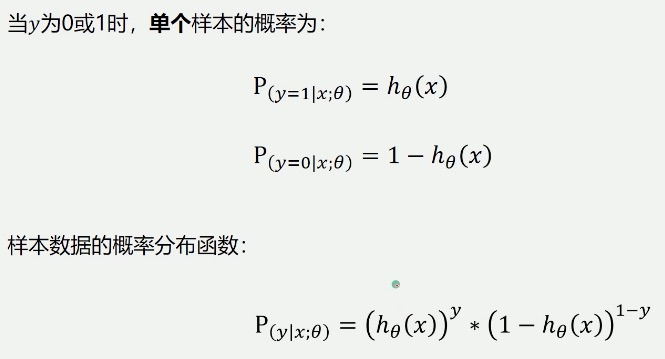 当y为0或1时，单个样本的概率为：
P(y=1|x;θ) = hθ(x)
P(y=0|x;θ) = 1 − hθ(x)
样本数据的概率分布函数：
P(y|x;θ) = (hθ(x))^y * (1 − hθ(x))^1−y